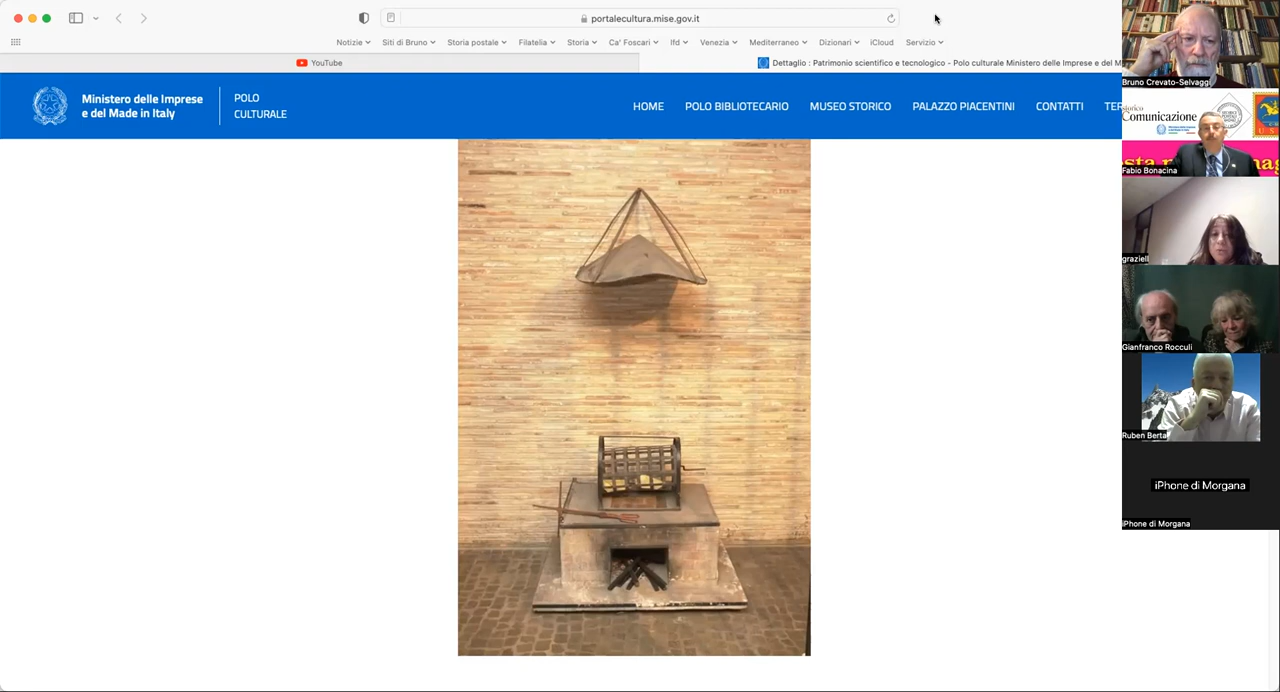 portalecultura.mise.gov.it
Notizie
Siti di Bruno
Storia postale
Filatelia
Storia
Ca' Foscari
Ifd
Venezia
Mediterraneo
Dizionari
iCloud
Servizio
YouTube
Dettaglio : Patrimonio scientifico e tecnologico - Polo culturale Ministero delle Imprese e del M
Ministero delle Imprese
e del Made in Italy
POLO
CULTURALE
HOME
POLO BIBLIOTECARIO
MUSEO STORICO
PALAZZO PIACENTINI
CONTATTI
TER
Bruno Crevato-Selvaggi
storico
Comunicazione
Fabio Bonacina
graziell
Gianfranco Rocculi
Ruben Berta
iPhone di Morgana
iPhone di Morgana